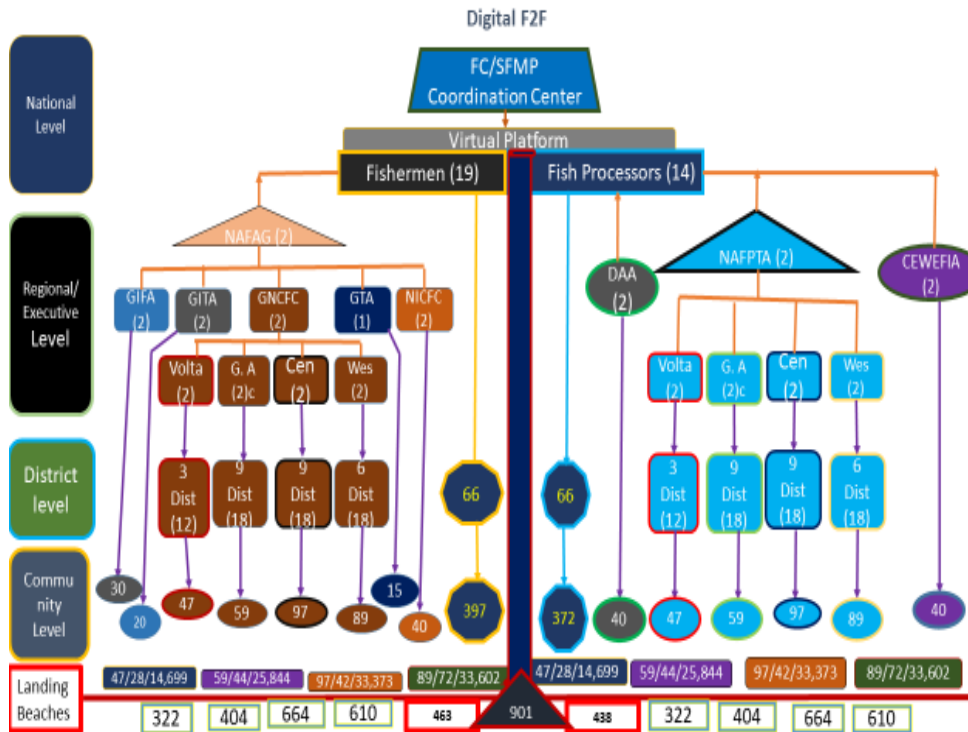 Digital F2F
National
Level
FC/SFMP
Coordination Center
Virtual Platform
Fishermen (19)
Fish Processors (14)
Regional/
Executive
Level
NAFAG (2)
DAA
(2)
NAFPTA (2)
CEWEFIA
(2)
GIFA
(2)
GITA
(2)
GNCFC
(2)
GTA
(1)
NICFC
(2)
Volta
(2)
G. A
(2)c
Cen
(2)
Wes
(2)
Volta
(2)
G. A
(2)
Cen
(2)
Wes
(2)
District
level
3
Dist
(12)
9
Dist
(18)
9
Dist
(18)
6
Dist
(18)
66
66
3
Dist
(12)
9
Dist
(18)
9
Dist
(18)
6
Dist
(18)
Commu
nity
Level
30
20
47
59
97
89
15
40
397
372
40
47
59
97
89
40
Landing
Beaches
47/28/14,699
59/44/25,844
97/42/33,373
89/72/33,602
47/28/14,699
59/44/25,844
97/42/33,373
89/72/33,602
322
404
664
610
463
901
438
322
404
664
610